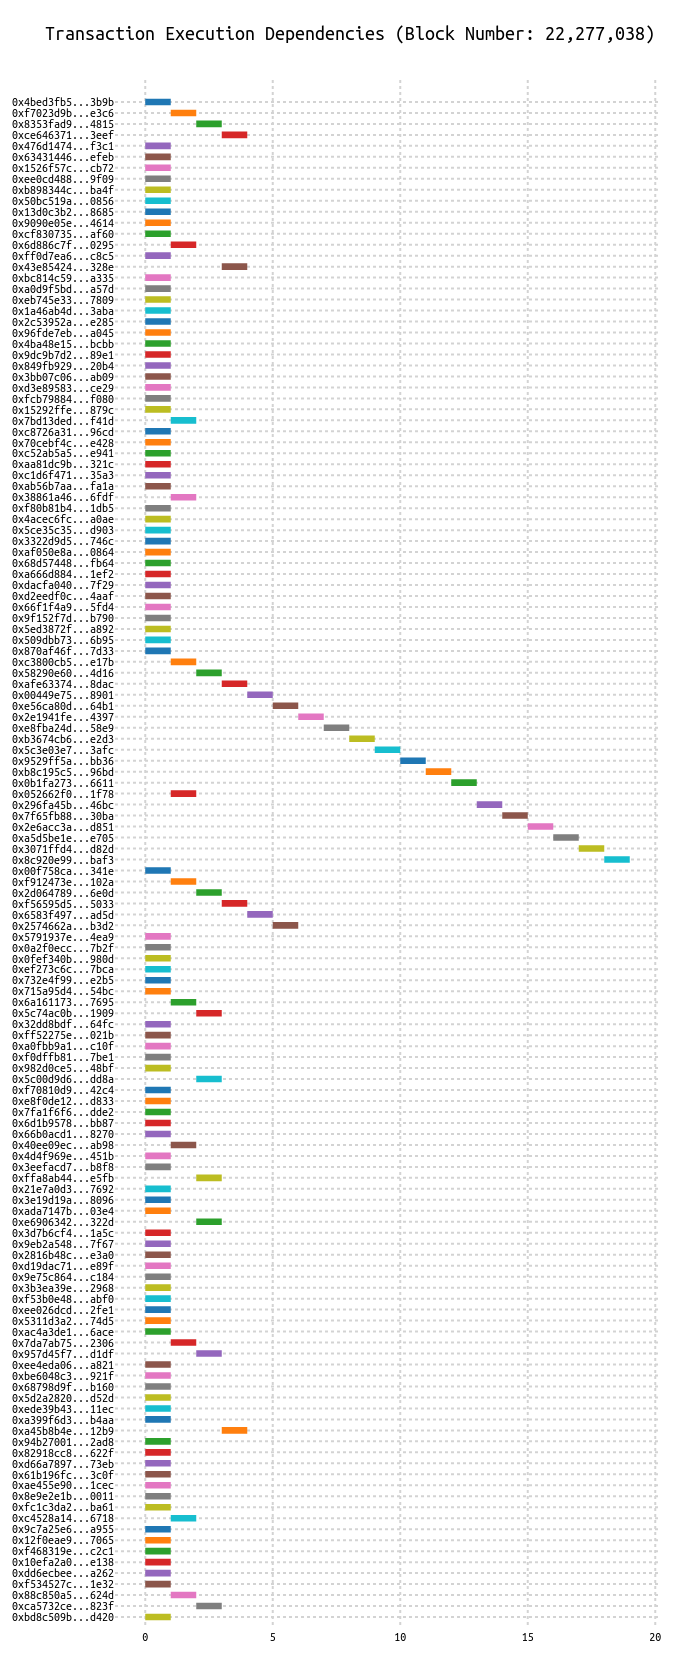 Transaction Execution Dependencies (Block Number: 22,277,038)
0x4bed3fb5...3b9b
0xf7023d9b...e3c6
0x8353fad9...4815
0xce646371...3eef
0x476d1474...f3c1
0x63431446...efeb
0x1526f57c...cb72
0xee0cd488...9f09
0xb898344c...ba4f
0x50bc519a...0856
0x13d0c3b2...8685
0x9090e05e...4614
0xcf830735...af60
0x6d886c7f...0295
0xff0d7ea6...c8c5
0x43e85424...328e
0xbc814c59...a335
0xa0d9f5bd...a57d
0xeb745e33...7809
0x1a46ab4d...3aba
0x2c53952a...e285
0x96fde7eb...a045
0x4ba48e15...bcbb
0x9dc9b7d2...89e1
0x849fb929...20b4
0x3bb07c06...ab09
0xd3e89583...ce29
0xfcb79884...f080
0x15292ffe...879c
0x7bd13ded...f41d
0xc8726a31...96cd
0x70cebf4c...e428
0xc52ab5a5...e941
0xaa81dc9b...321c
0xc1d6f471...35a3
0xab56b7aa...fa1a
0x38861a46...6fdf
0xf80b81b4...1db5
0x4acec6fc...a0ae
0x5ce35c35...d903
0x3322d9d5...746c
0xaf050e8a...0864
0x68d57448...fb64
0xa666d884...1ef2
0xdacfa040...7f29
0xd2eedf0c...4aaf
0x66f1f4a9...5fd4
0x9f152f7d...b790
0x5ed3872f...a892
0x509dbb73...6b95
0x870af46f...7d33
0xc3800cb5...e17b
0x58290e60...4d16
0xafe63374...8dac
0x00449e75...8901
0xe56ca80d...64b1
0x2e1941fe...4397
0xe8fba24d...58e9
0xb3674cb6...e2d3
0x5c3e03e7...3afc
0x9529ff5a...bb36
0xb8c195c5...96bd
0x0b1fa273...6611
0x052662f0...1f78
0x296fa45b...46bc
0x7f65fb88...30ba
0x2e6acc3a...d851
0xa5d5be1e...e705
0x3071ffd4...d82d
0x8c920e99...baf3
0x00f758ca...341e
0xf912473e...102a
0x2d064789...6e0d
0xf56595d5...5033
0x6583f497...ad5d
0x2574662a...b3d2
0x5791937e...4ea9
0x0a2f0ecc...7b2f
0x0fef340b...980d
0xef273c6c...7bca
0x732e4f99...e2b5
0x715a95d4...54bc
0x6a161173...7695
0x5c74ac0b...1909
0x32dd8bdf...64fc
0xff52275e...021b
0xa0fbb9a1...c10f
0xf0dffb81...7be1
0x982d0ce5...48bf
0x5c00d9d6...dd8a
0xf70810d9...42c4
0xe8f0de12...d833
0x7fa1f6f6...dde2
0x6d1b9578...bb87
0x66b0acd1...8270
0x40ee09ec...ab98
0x4d4f969e...451b
0x3eefacd7...b8f8
0xffa8ab44...e5fb
0x21e7a0d3...7692
0x3e19d19a...8096
0xada7147b...03e4
0xe6906342...322d
0x3d7b6cf4...1a5c
0x9eb2a548...7f67
0x2816b48c...e3a0
0xd19dac71...e89f
0x9e75c864...c184
0x3b3ea39e...2968
0xf53b0e48...abf0
0xee026dcd...2fe1
0x5311d3a2...74d5
0xac4a3de1...6ace
0x7da7ab75...2306
0x957d45f7...d1df
0xee4eda06...a821
0xbe6048c3...921f
0x68798d9f...b160
0x5d2a2820...d52d
0xede39b43...11ec
0xa399f6d3...b4aa
0xa45b8b4e...12b9
0x94b27001...2ad8
0x82918cc8...622f
0xd66a7897...73eb
0x61b196fc...3c0f
0xae455e90...1cec
0x8e9e2e1b...0011
0xfc1c3da2...ba61
0xc4528a14...6718
0x9c7a25e6...a955
0x12f0eae9...7065
0xf468319e...c2c1
0x10efa2a0...e138
0xdd6ecbee...a262
0xf534527c...1e32
0x88c850a5...624d
0xca5732ce...823f
0xbd8c509b...d420
0 5 10 15 20